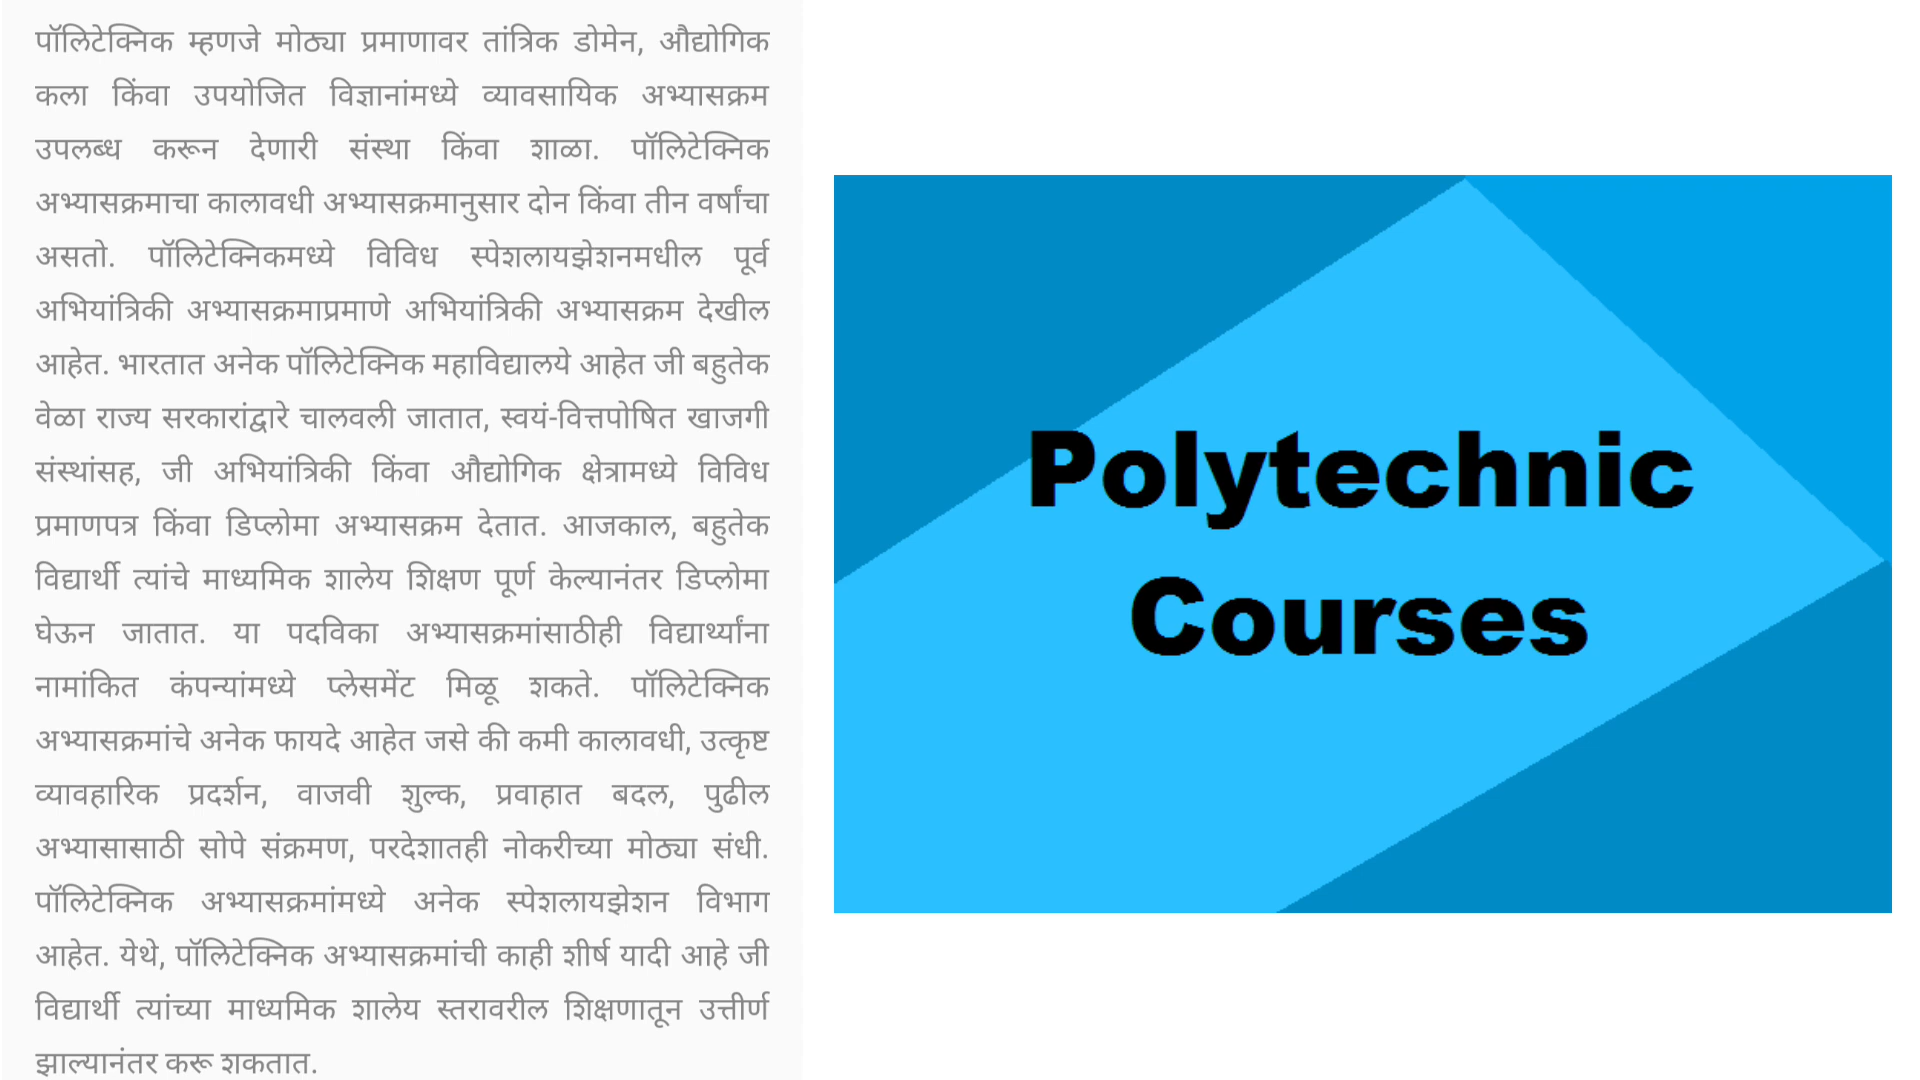 पॉलिटेक्निक म्हणजे मोठ्या प्रमाणावर तांत्रिक डोमेन, औद्योगिक
कला किंवा उपयोजित विज्ञानांमध्ये व्यावसायिक अभ्यासक्रम
उपलब्ध करून देणारी संस्था किंवा शाळा. पॉलिटेक्निक
अभ्यासक्रमाचा कालावधी अभ्यासक्रमानुसार दोन किंवा तीन वर्षांचा
असतो. पॉलिटेक्निकमध्ये विविध स्पेशलायझेशनमधील पूर्व
अभियांत्रिकी अभ्यासक्रमाप्रमाणे अभियांत्रिकी अभ्यासक्रम देखील
आहेत. भारतात अनेक पॉलिटेक्निक महाविद्यालये आहेत जी बहुतेक
वेळा राज्य सरकारांद्वारे चालवली जातात, स्वयं-वित्तपोषित खाजगी
संस्थांसह, जी अभियांत्रिकी किंवा औद्योगिक क्षेत्रामध्ये विविध
प्रमाणपत्र किंवा डिप्लोमा अभ्यासक्रम देतात. आजकाल, बहुतेक
विद्यार्थी त्यांचे माध्यमिक शालेय शिक्षण पूर्ण केल्यानंतर डिप्लोमा
घेऊन जातात. या पदविका अभ्यासक्रमांसाठीही विद्यार्थ्यांना
नामांकित कंपन्यांमध्ये प्लेसमेंट मिळू शकते. पॉलिटेक्निक
अभ्यासक्रमांचे अनेक फायदे आहेत जसे की कमी कालावधी, उत्कृष्ट
व्यावहारिक प्रदर्शन, वाजवी शुल्क, प्रवाहात बदल, पुढील
अभ्यासासाठी सोपे संक्रमण, परदेशातही नोकरीच्या मोठ्या संधी.
पॉलिटेक्निक अभ्यासक्रमांमध्ये अनेक स्पेशलायझेशन विभाग
आहेत. येथे, पॉलिटेक्निक अभ्यासक्रमांची काही शीर्ष यादी आहे जी
विद्यार्थी त्यांच्या माध्यमिक शालेय स्तरावरील शिक्षणातून उत्तीर्ण
झाल्यानंतर करू शकतात.
Polytechnic
Courses